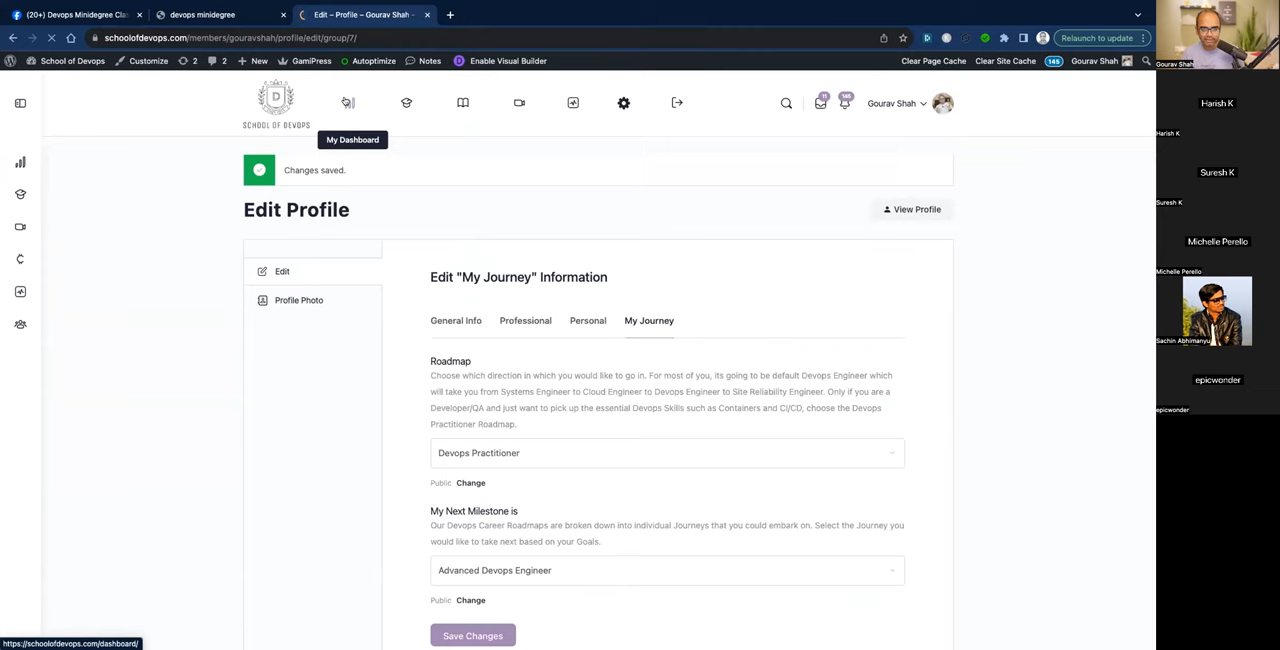 (20+) Devops Minidegree Clas
devops minidegree
Edit – Profile – Gourav Shah –
schoolofdevops.com/members/gouravshah/profile/edit/group/7/
Relaunch to update
School of Devops
Customize
2
2
New
GamiPress
Autoptimize
Notes
Enable Visual Builder
Clear Page Cache
Clear Site Cache
145
Gourav Shah
SCHOOL OF DEVOPS
My Dashboard
11
145
Gourav Shah
Changes saved.
Edit Profile
View Profile
Edit
Profile Photo
Edit "My Journey" Information
General Info
Professional
Personal
My Journey
Roadmap
Choose which direction in which you would like to go in. For most of you, its going to be default Devops Engineer which
will take you from Systems Engineer to Cloud Engineer to Devops Engineer to Site Reliability Engineer. Only if you are a
Developer/QA and just want to pick up the essential Devops Skills such as Containers and CI/CD, choose the Devops
Practitioner Roadmap.
Devops Practitioner
Public Change
My Next Milestone is
Our Devops Career Roadmaps are broken down into individual Journeys that you could embark on. Select the Journey you
would like to take next based on your Goals.
Advanced Devops Engineer
Public Change
Save Changes
https://schoolofdevops.com/dashboard/
Gourav Shah
Harish K
Harish K
Suresh K
Suresh K
Michelle Perello
Michelle Perello
Sachin Abhimanyu
epicwonder
epicwonder